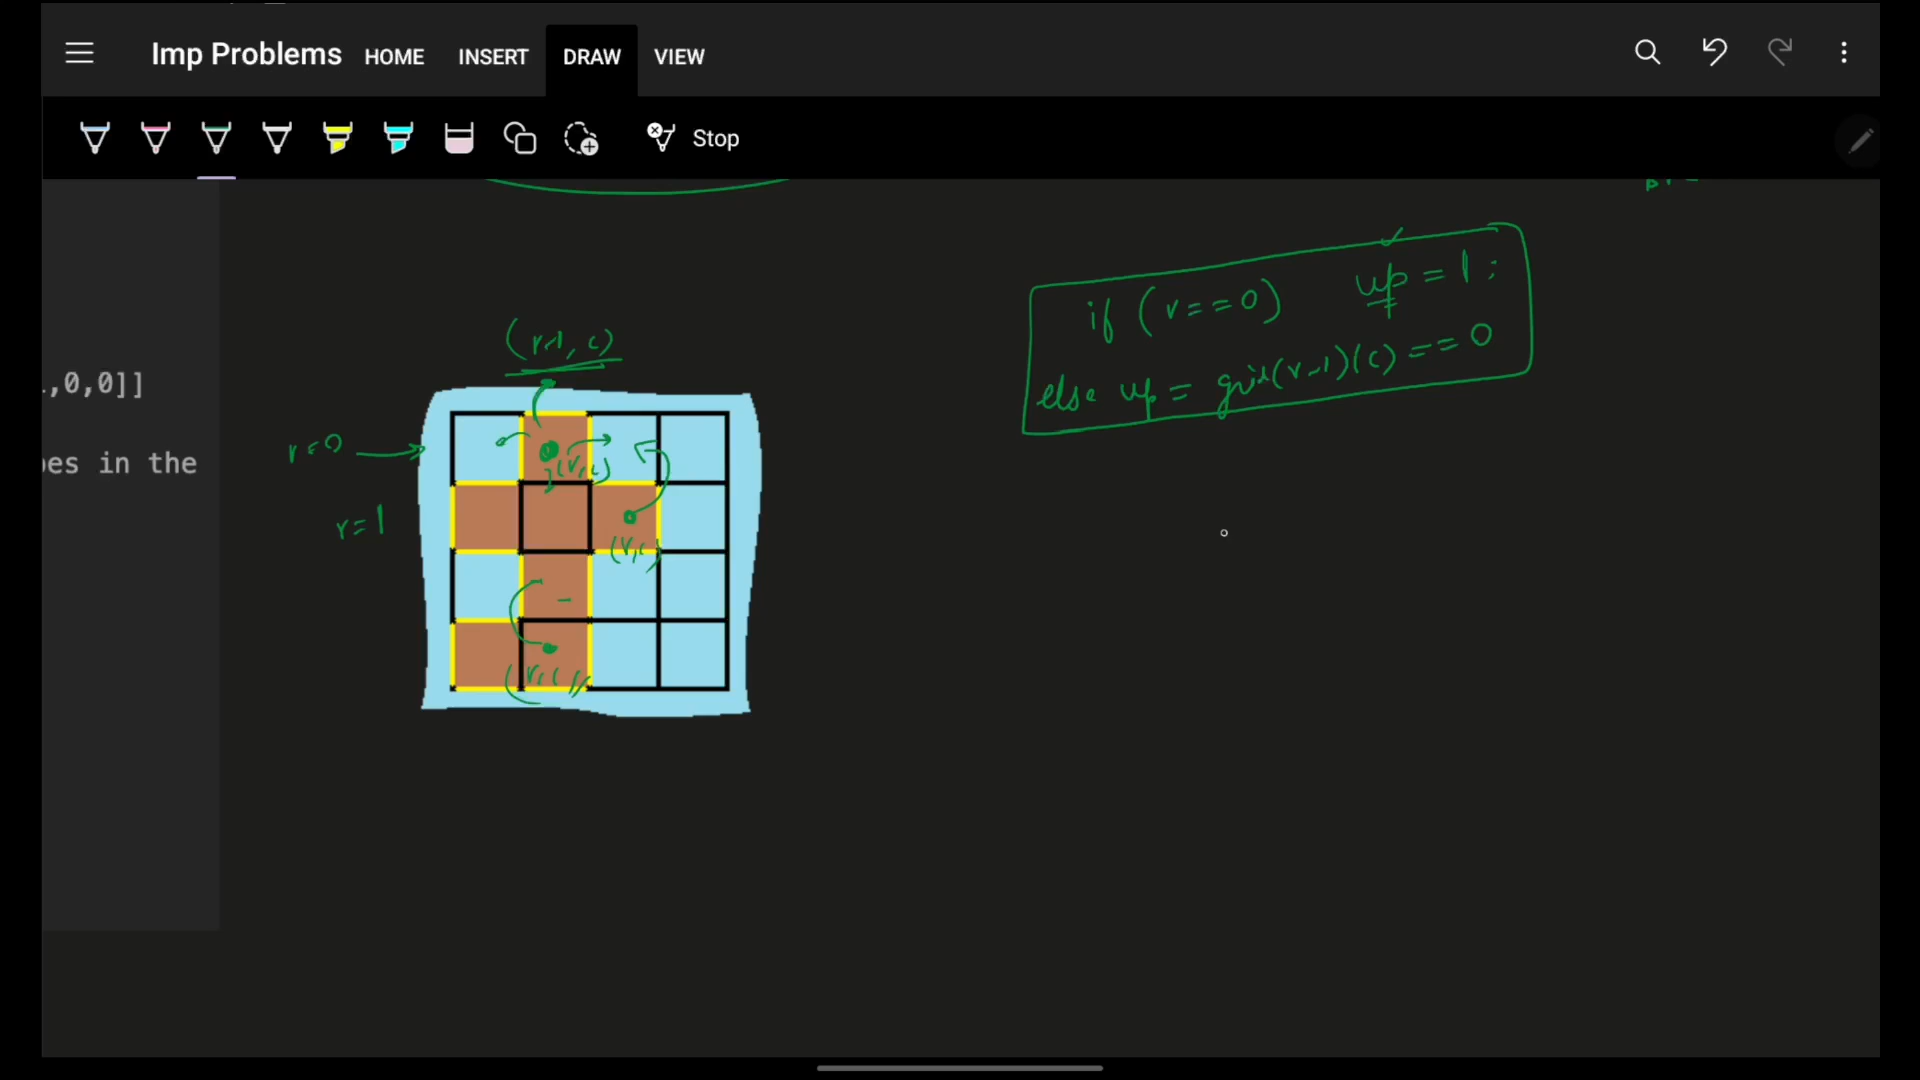 Imp Problems HOME INSERT DRAW VIEW
Stop
if (r==0) up = 1;
else up = grid(r-1)(c) == 0
(r-1, c)
r=0
(r,c)
,0,0]]
es in the
r=1
(r,c)
(r,c)